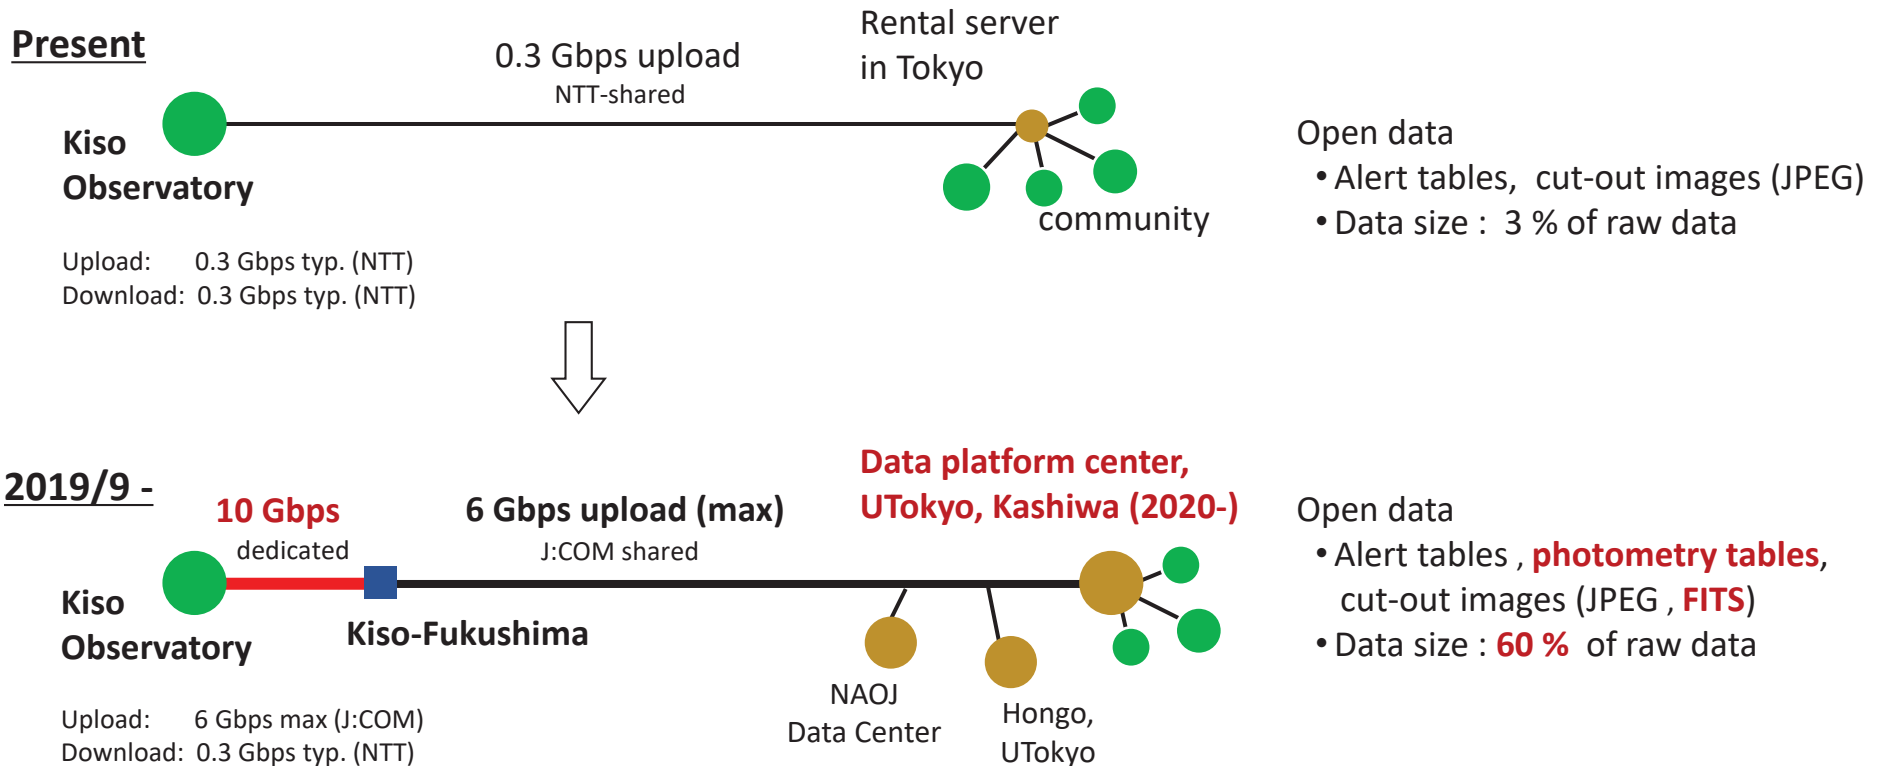 Present
0.3 Gbps upload
NTT-shared
Rental server
in Tokyo
Kiso
Observatory
community
Upload: 0.3 Gbps typ. (NTT)
Download: 0.3 Gbps typ. (NTT)
Open data
• Alert tables, cut-out images (JPEG)
• Data size : 3 % of raw data
2019/9 -
10 Gbps
dedicated
6 Gbps upload (max)
J:COM shared
Data platform center,
UTokyo, Kashiwa (2020-)
Kiso
Observatory
Kiso-Fukushima
NAOJ
Data Center
Hongo,
UTokyo
Upload: 6 Gbps max (J:COM)
Download: 0.3 Gbps typ. (NTT)
Open data
• Alert tables , photometry tables,
cut-out images (JPEG , FITS)
• Data size : 60 % of raw data